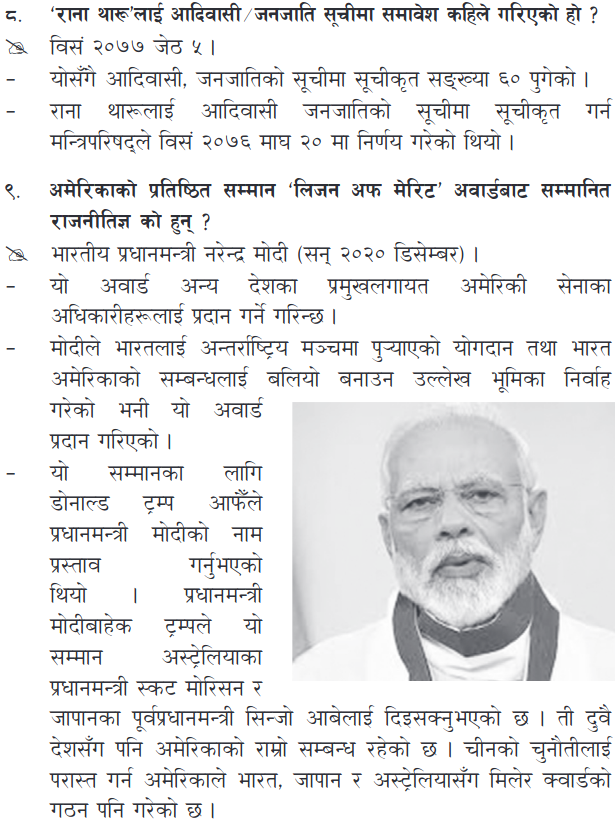 ८. ‘राना थारू’लाई आदिवासी/जनजाति सूचीमा समावेश कहिले गरिएको हो ?
विसं २०७७ जेठ ५ ।
– योसँगै आदिवासी, जनजातिको सूचीमा सूचीकृत सङ्ख्या ६० पुगेको ।
– राना थारूलाई आदिवासी जनजातिको सूचीमा सूचीकृत गर्न
मन्त्रिपरिषद्ले विसं २०७६ माघ २० मा निर्णय गरेको थियो ।
९. अमेरिकाको प्रतिष्ठित सम्मान ‘लिजन अफ मेरिट’ अवार्डबाट सम्मानित
राजनीतिज्ञ को हुन् ?
भारतीय प्रधानमन्त्री नरेन्द्र मोदी (सन् २०२० डिसेम्बर) ।
– यो अवार्ड अन्य देशका प्रमुखलगायत अमेरिकी सेनाका
अधिकारीहरूलाई प्रदान गर्ने गरिन्छ ।
– मोदीले भारतलाई अन्तर्राष्ट्रिय मञ्चमा पुऱ्याएको योगदान तथा भारत
अमेरिकाको सम्बन्धलाई बलियो बनाउन उल्लेख भूमिका निर्वाह
गरेको भनी यो अवार्ड
प्रदान गरिएको ।
– यो सम्मानका लागि
डोनाल्ड ट्रम्प आफैँले
प्रधानमन्त्री मोदीको नाम
प्रस्ताव गर्नुभएको
थियो । प्रधानमन्त्री
मोदीबाहेक ट्रम्पले यो
सम्मान अस्ट्रेलियाका
प्रधानमन्त्री स्कट मोरिसन र
जापानका पूर्वप्रधानमन्त्री सिन्जो आबेलाई दिइसक्नुभएको छ । ती दुवै
देशसँग पनि अमेरिकाको राम्रो सम्बन्ध रहेको छ । चीनको चुनौतीलाई
परास्त गर्न अमेरिकाले भारत, जापान र अस्ट्रेलियासँग मिलेर क्वार्डको
गठन पनि गरेको छ ।